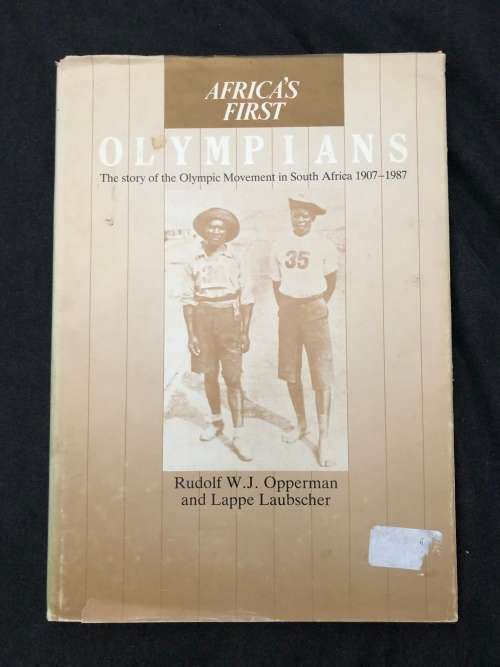 AFRICA'S
FIRST
OLYMPIANS
The story of the Olympic Movement in South Africa 1907–1987
35
Rudolf W.J. Opperman
and Lappe Laubscher